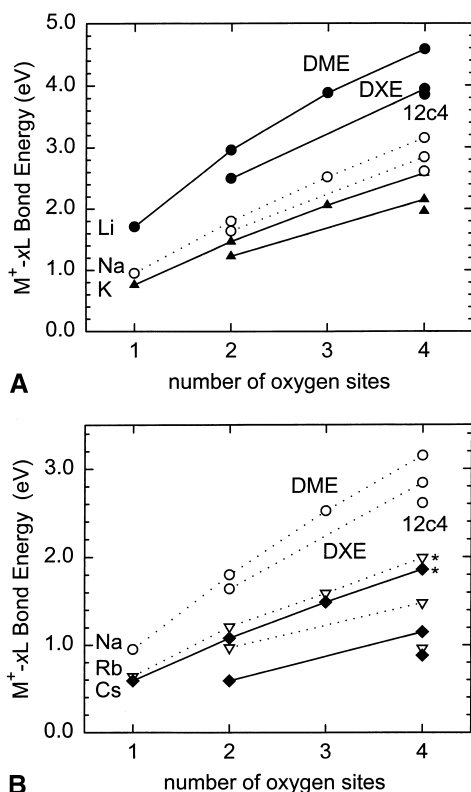 5.0
4.0
3.0
2.0
1.0
0.0
M⁺-xL Bond Energy (eV)
DME
DXE
12c4
Li
Na
K
1 2 3 4
number of oxygen sites
A
3.0
2.0
1.0
0.0
M⁺-xL Bond Energy (eV)
DME
12c4
DXE
*
*
Na
Rb
Cs
1 2 3 4
number of oxygen sites
B